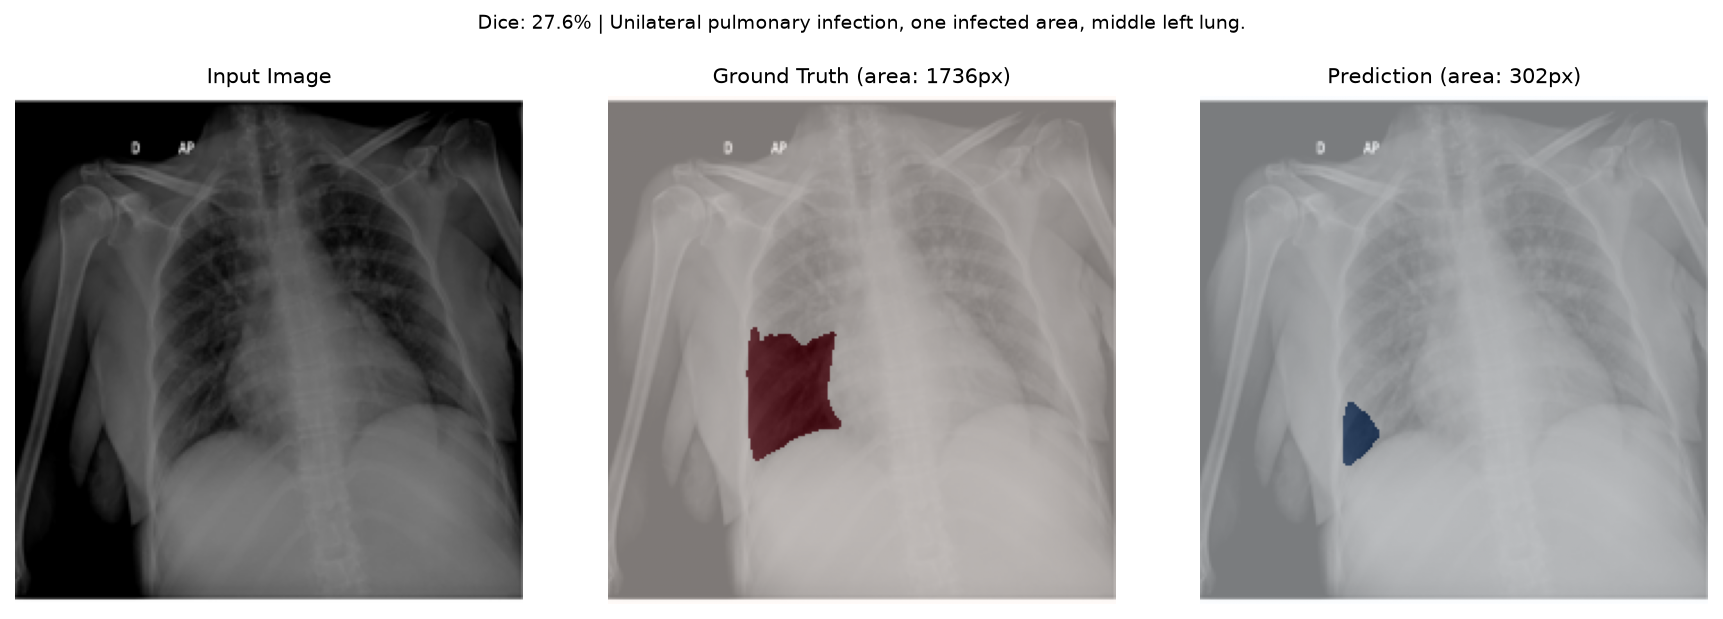 Dice: 27.6% | Unilateral pulmonary infection, one infected area, middle left lung.
Input Image
Ground Truth (area: 1736px)
Prediction (area: 302px)
D AP
D AP
D AP